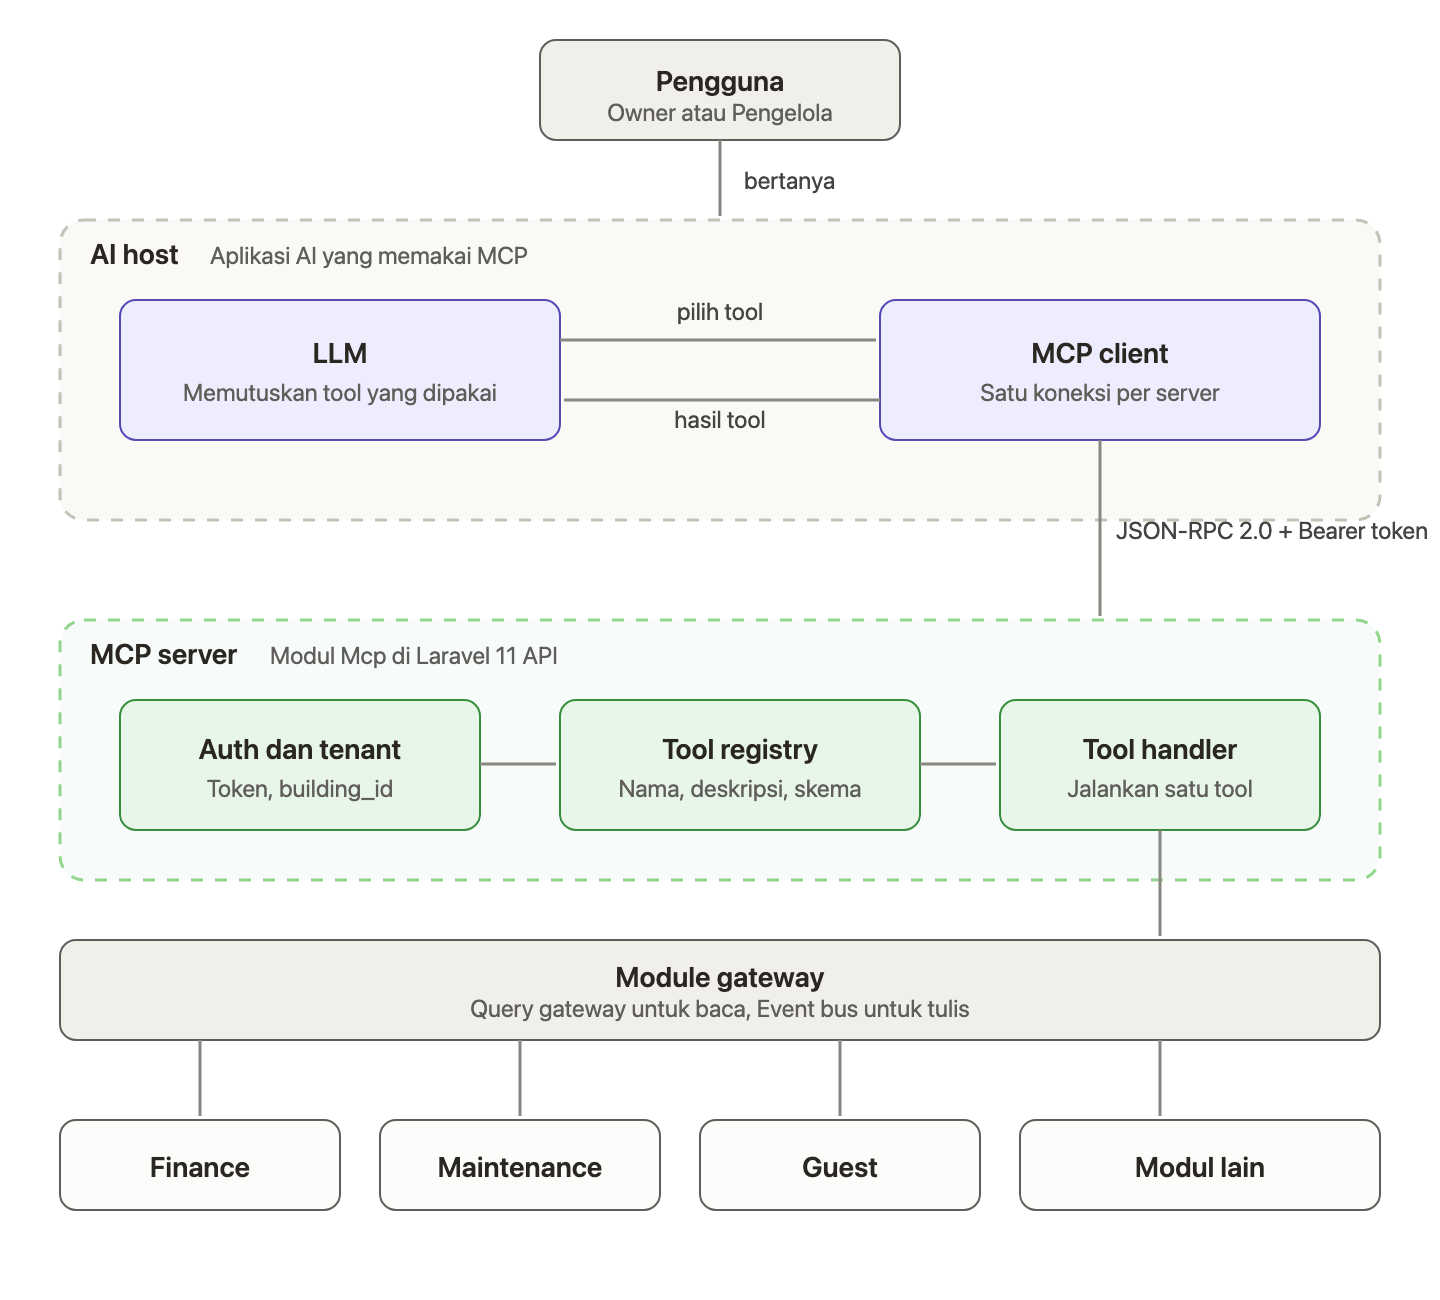 Pengguna
Owner atau Pengelola
bertanya
AI host
Aplikasi AI yang memakai MCP
pilih tool
LLM
Memutuskan tool yang dipakai
MCP client
Satu koneksi per server
hasil tool
JSON-RPC 2.0 + Bearer token
MCP server
Modul Mcp di Laravel 11 API
Auth dan tenant
Token, building_id
Tool registry
Nama, deskripsi, skema
Tool handler
Jalankan satu tool
Module gateway
Query gateway untuk baca, Event bus untuk tulis
Finance
Maintenance
Guest
Modul lain